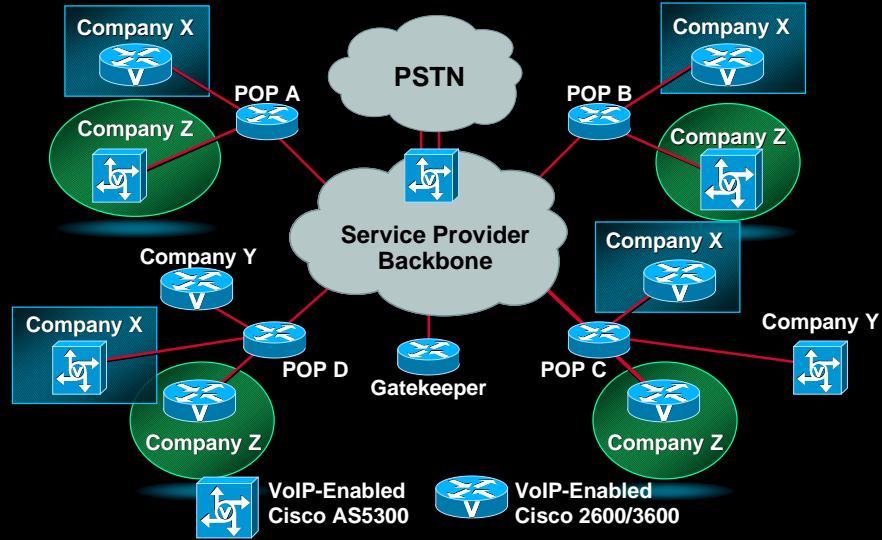 Company X
PSTN
Company X
POP A
POP B
Company Z
V
V
Company Z
V
V
V
Service Provider
Backbone
Company X
Company Y
V
V
Company X
Company Y
V
POP D
Gatekeeper
POP C
V
V
V
Company Z
Company Z
V
VoIP-Enabled
Cisco AS5300
V
VoIP-Enabled
Cisco 2600/3600